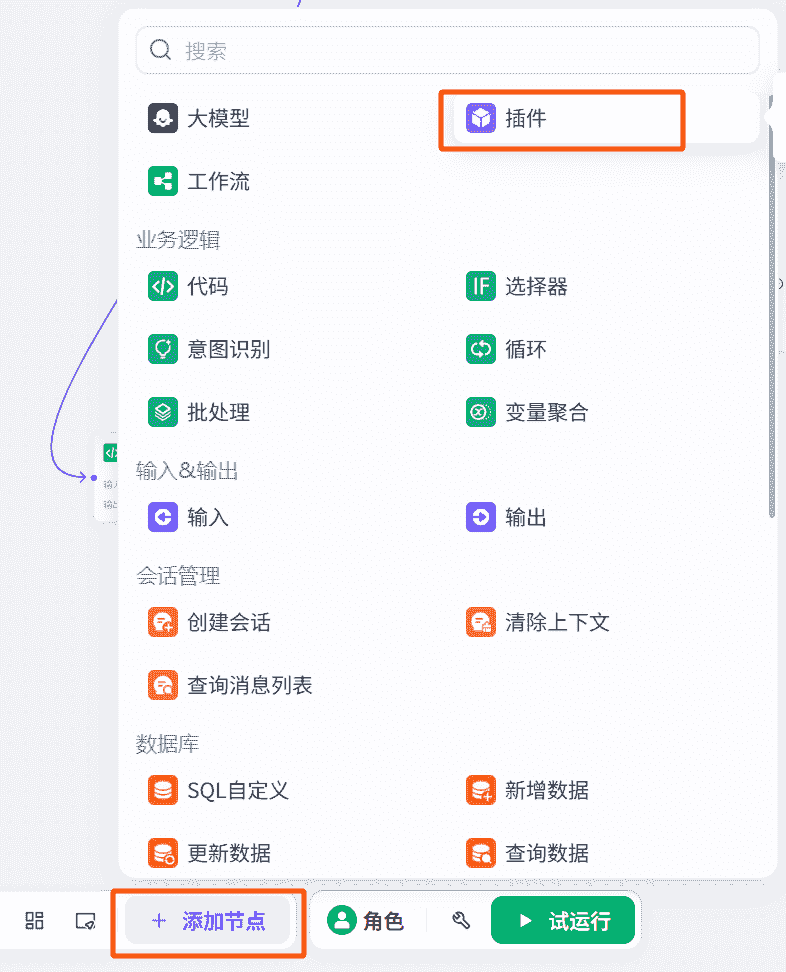 搜索
大模型
插件
工作流
业务逻辑
代码
IF 选择器
意图识别
循环
批处理
变量聚合
输入&输出
输入
输出
会话管理
创建会话
清除上下文
查询消息列表
数据库
SQL自定义
新增数据
更新数据
查询数据
+ 添加节点
角色
试运行